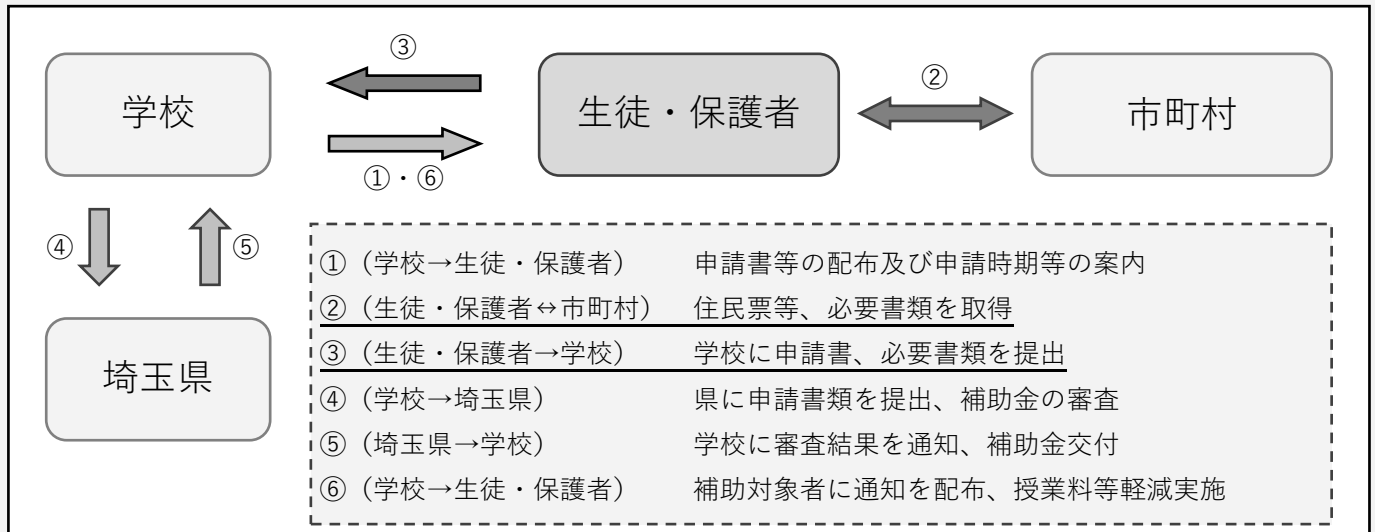 ③
学校
生徒・保護者
②
市町村
①・⑥
④
⑤
埼玉県
①（学校→生徒・保護者） 申請書等の配布及び申請時期等の案内
②（生徒・保護者↔市町村） 住民票等、必要書類を取得
③（生徒・保護者→学校） 学校に申請書、必要書類を提出
④（学校→埼玉県） 県に申請書類を提出、補助金の審査
⑤（埼玉県→学校） 学校に審査結果を通知、補助金交付
⑥（学校→生徒・保護者） 補助対象者に通知を配布、授業料等軽減実施